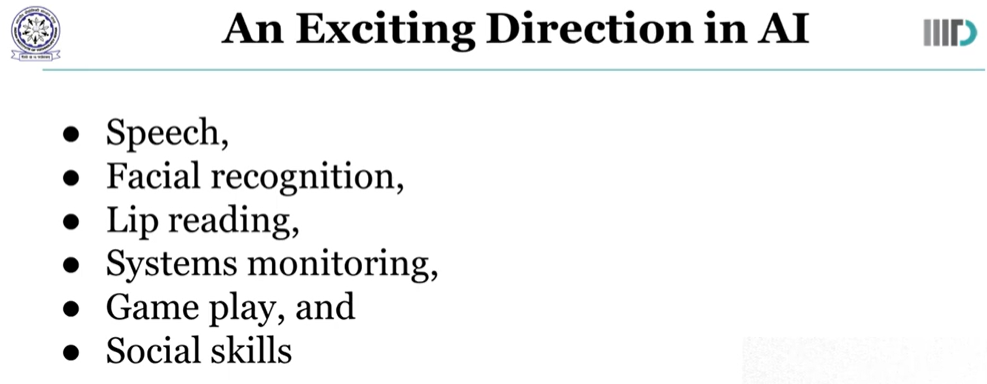 An Exciting Direction in AI
● Speech,
● Facial recognition,
● Lip reading,
● Systems monitoring,
● Game play, and
● Social skills